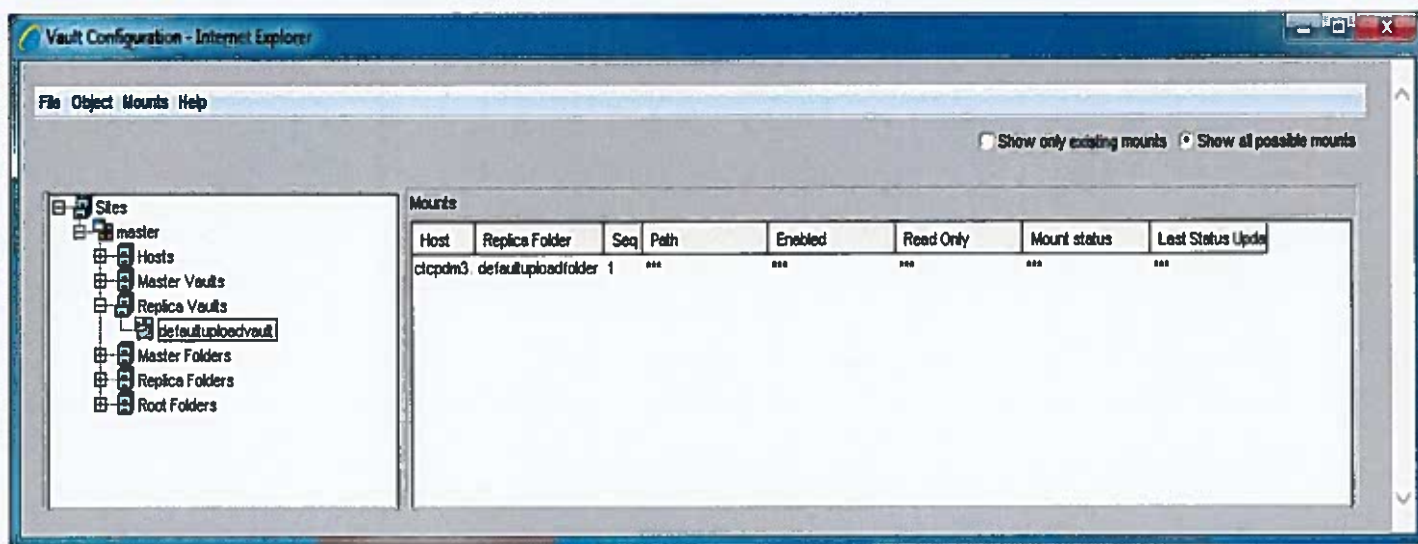 Vault Configuration - Internet Explorer
File Object Mounts Help
Show only existing mounts Show all possible mounts
Sites
master
Hosts
Master Vaults
Replica Vaults
defaultuploadvault
Master Folders
Replica Folders
Root Folders
Mounts
Host Replica Folder Seq Path Enabled Read Only Mount status Last Status Upda
ctcpdm3. defaultuploadfolder 1 *** *** *** *** ***